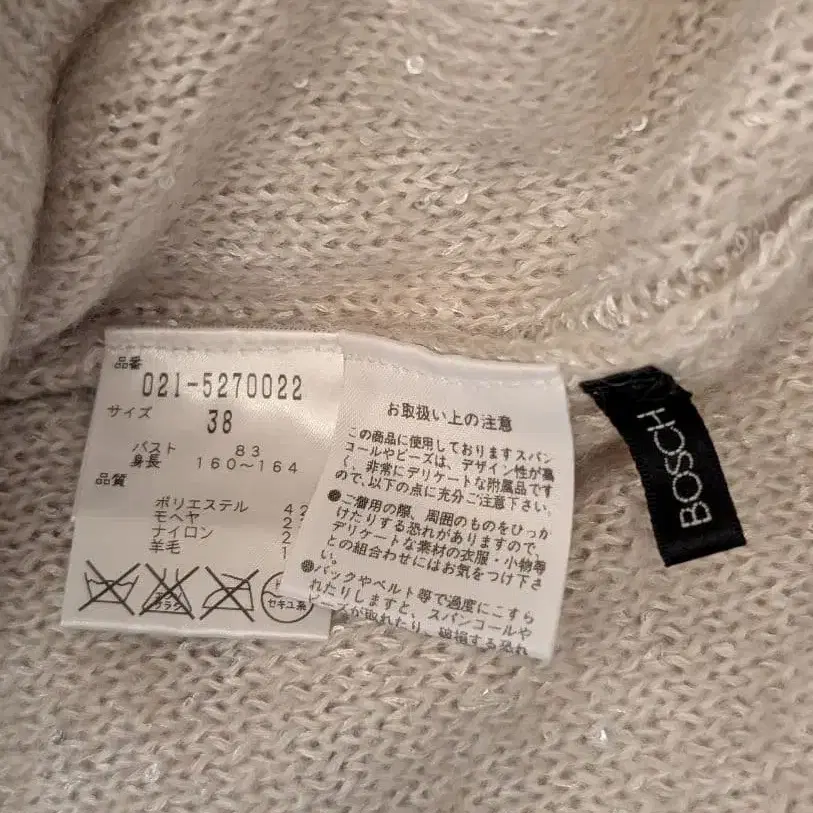 品番
021-5270022
サイズ
38
バスト 83
身長 160～164
品質
ポリエステル 42
モヘヤ 2
ナイロン 2
羊毛 1
セキユ系
お取扱い上の注意
この商品に使用しておりますスパン
コールやビーズは、デザイン性が高
く、非常にデリケートな附属品です
ので、以下の点に充分ご注意下さい。
●ご着用の際、周囲のものをひっか
けたりする恐れがありますので、
デリケートな素材の衣服・小物等
との組合わせにはお気をつけ下さ
い。
●バックやベルト等で過度にこすら
れたりしますと、スパンコールや
ビーズが取れたり、破損する恐れ
BOSCH